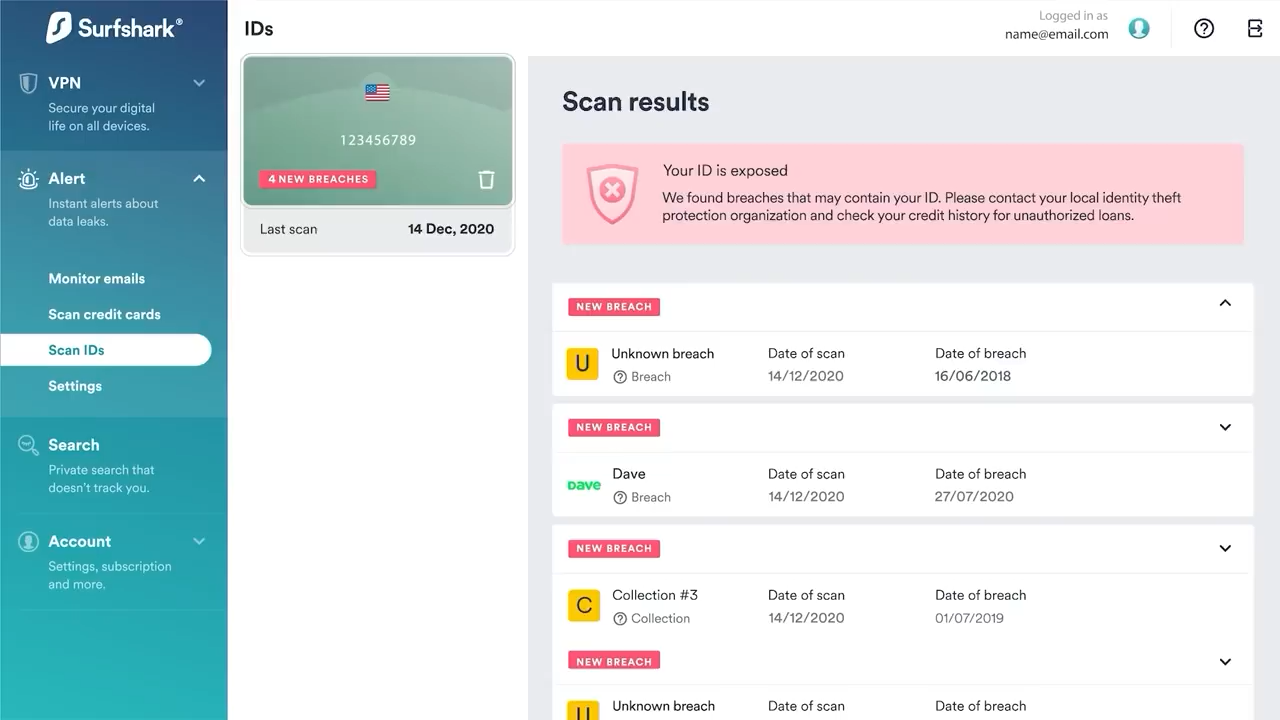 Surfshark®
VPN
Secure your digital
life on all devices.
Alert
Instant alerts about
data leaks.
Monitor emails
Scan credit cards
Scan IDs
Settings
Search
Private search that
doesn't track you.
Account
Settings, subscription
and more.
IDs
Logged in as
name@email.com
123456789
4 NEW BREACHES
Last scan 14 Dec, 2020
Scan results
Your ID is exposed
We found breaches that may contain your ID. Please contact your local identity theft
protection organization and check your credit history for unauthorized loans.
NEW BREACH
U Unknown breach Date of scan Date of breach
Breach 14/12/2020 16/06/2018
NEW BREACH
DAVE Dave Date of scan Date of breach
Breach 14/12/2020 27/07/2020
NEW BREACH
C Collection #3 Date of scan Date of breach
Collection 14/12/2020 01/07/2019
NEW BREACH
U Unknown breach Date of scan Date of breach